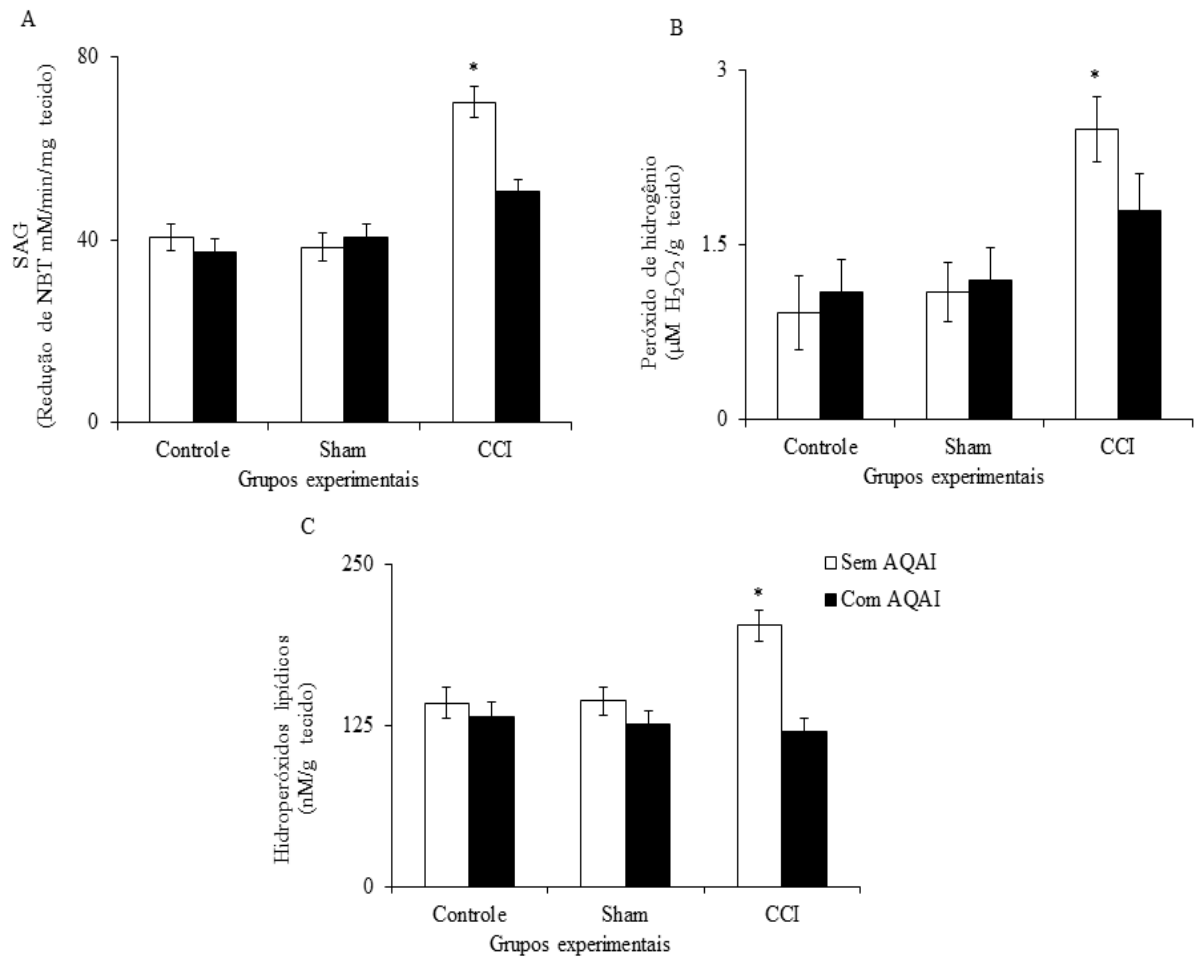 A
80
*
40
0
SAG
(Redução de NBT mM/min/mg tecido)
Controle Sham CCI
Grupos experimentais
B
3
*
1.5
0
Peróxido de hidrogênio
(µM H₂O₂/g tecido)
Controle Sham CCI
Grupos experimentais
C
250
*
125
0
Hidroperóxidos lipídicos
(nM/g tecido)
Sem AQAI
Com AQAI
Controle Sham CCI
Grupos experimentais